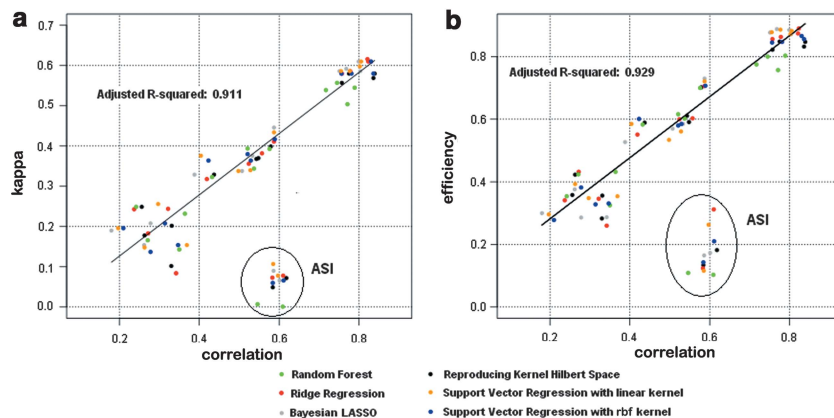 a
b
kappa
0.7
0.6
0.5
0.4
0.3
0.2
0.1
0.0
Adjusted R-squared: 0.911
ASI
0.2
0.4
0.6
0.8
correlation
efficiency
0.8
0.6
0.4
0.2
0.0
Adjusted R-squared: 0.929
ASI
0.2
0.4
0.6
0.8
correlation
Random Forest
Ridge Regression
Bayesian LASSO
Reproducing Kernel Hilbert Space
Support Vector Regression with linear kernel
Support Vector Regression with rbf kernel